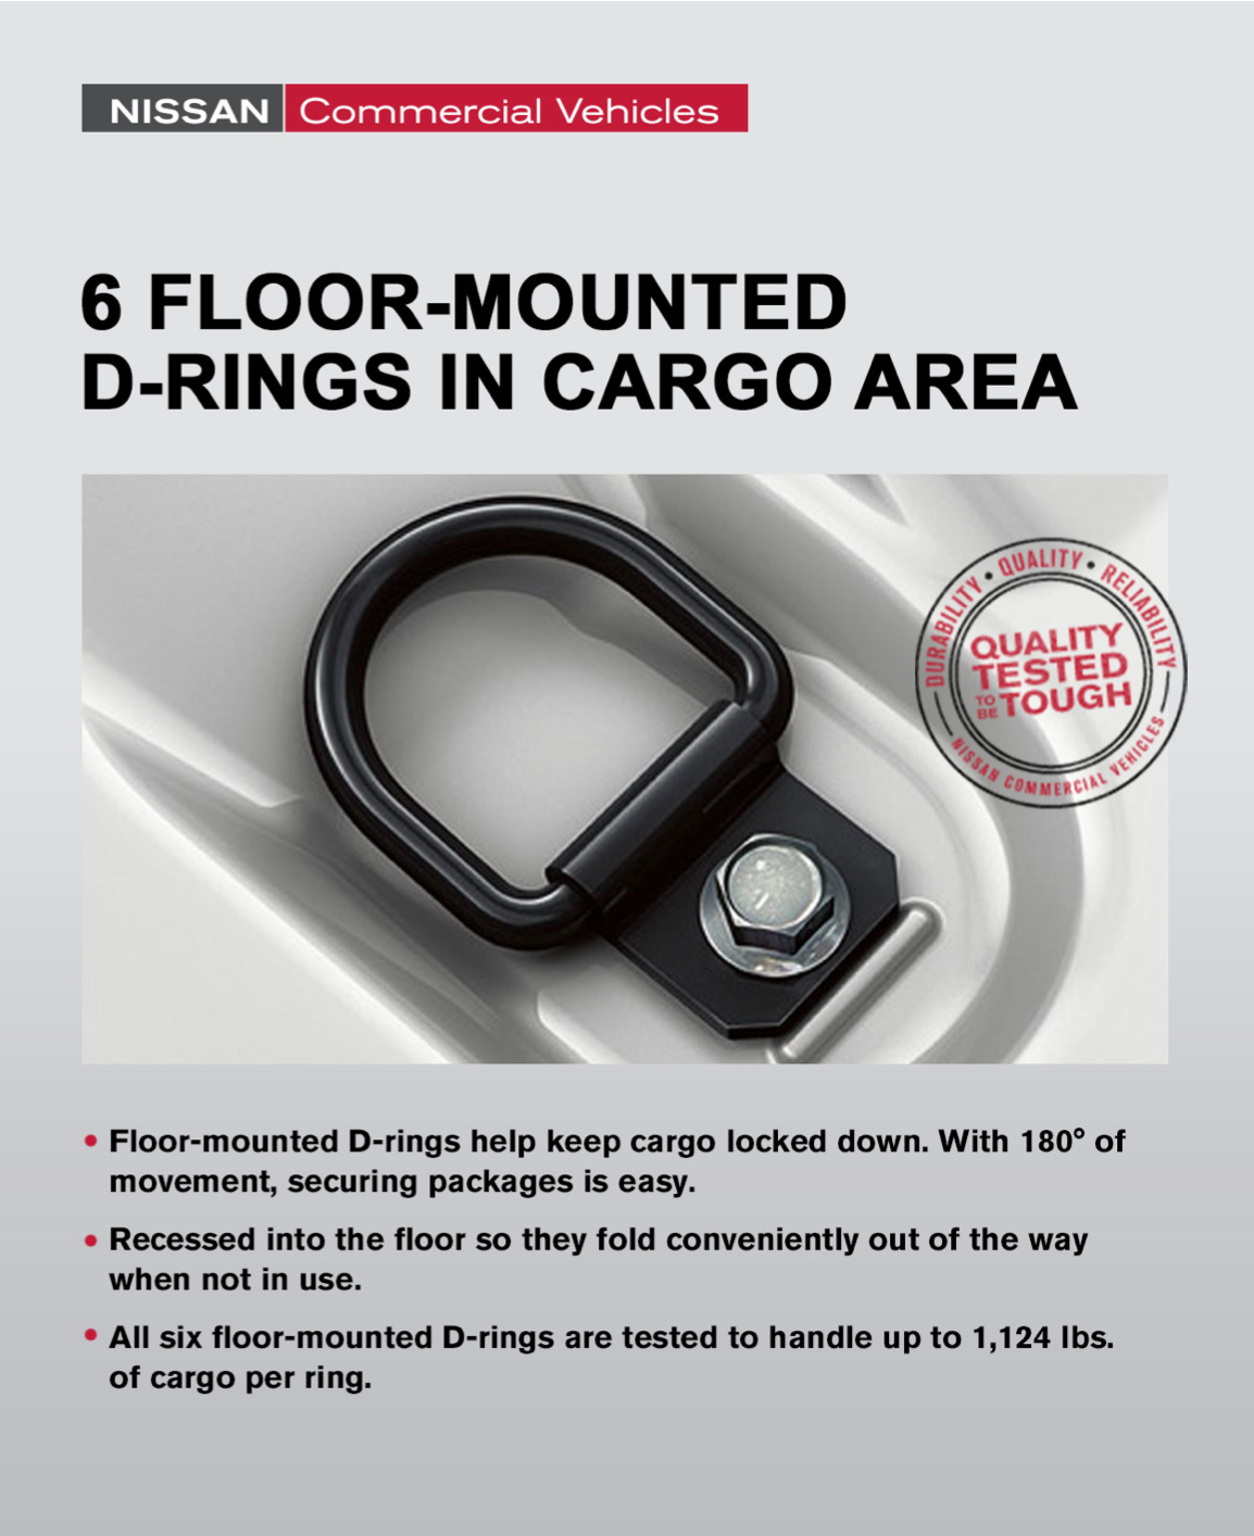 NISSAN Commercial Vehicles
6 FLOOR-MOUNTED
D-RINGS IN CARGO AREA
DURABILITY • QUALITY • RELIABILITY
QUALITY
TESTED
TO BE TOUGH
NISSAN COMMERCIAL VEHICLES
• Floor-mounted D-rings help keep cargo locked down. With 180° of
movement, securing packages is easy.
• Recessed into the floor so they fold conveniently out of the way
when not in use.
• All six floor-mounted D-rings are tested to handle up to 1,124 lbs.
of cargo per ring.